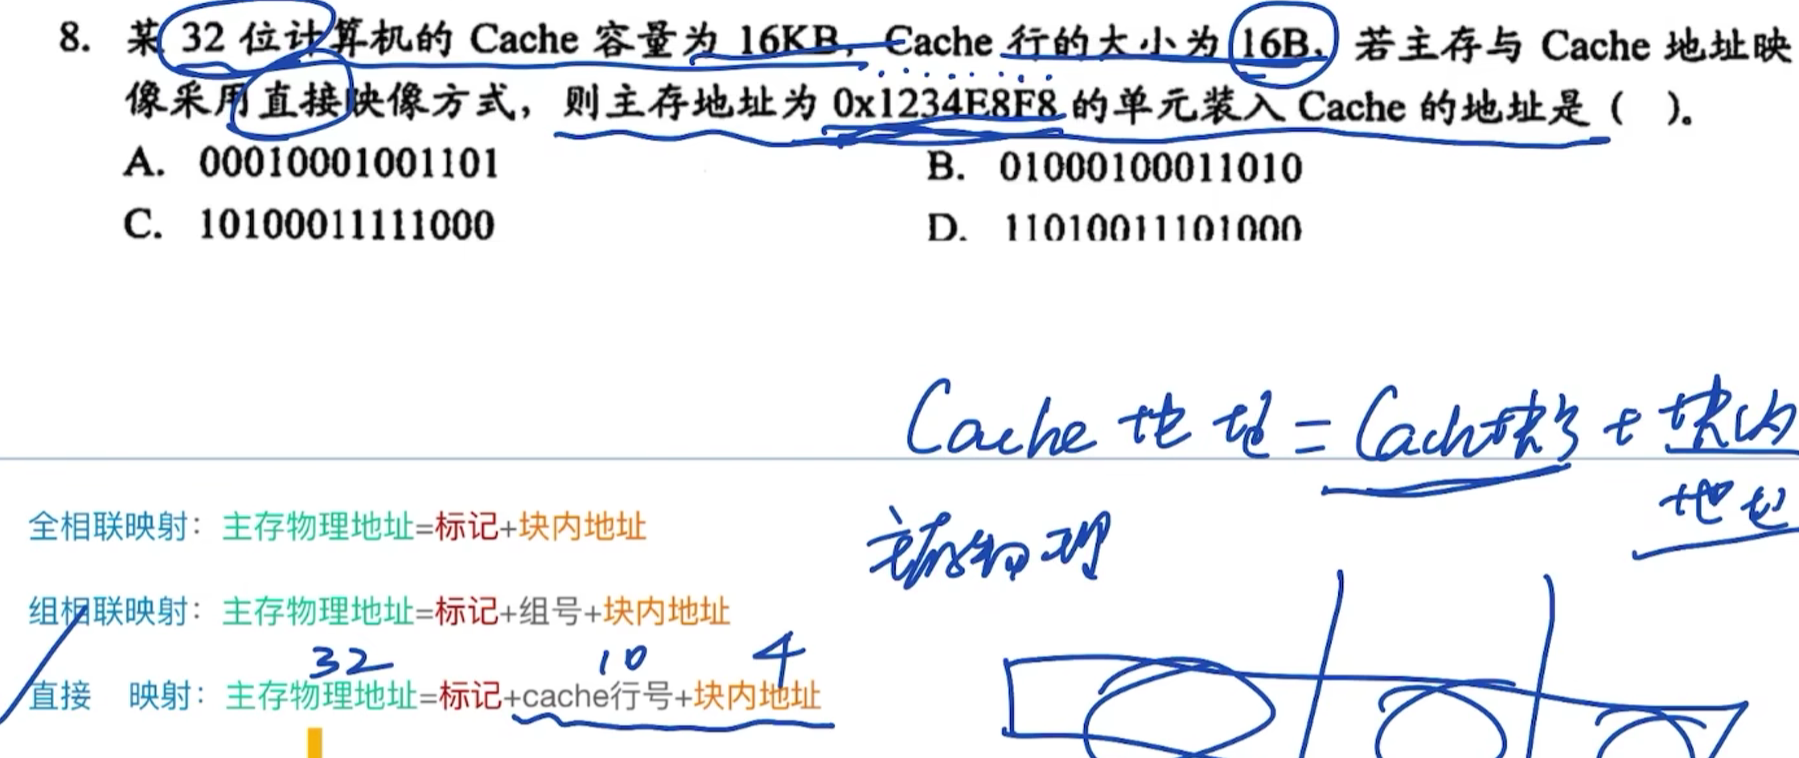 8. 某 32 位计算机的 Cache 容量为 16KB，Cache 行的大小为 16B，若主存与 Cache 地址映
像采用直接映像方式，则主存地址为 0x1234E8F8 的单元装入 Cache 的地址是（ ）。
A. 00010001001101 B. 01000100011010
C. 10100011111000 D. 11010011101000
Cache 地址 = Cach块号 + 块内
地址
全相联映射：主存物理地址=标记+块内地址
主存物理
组相联映射：主存物理地址=标记+组号+块内地址
32 10 4
直接 映射：主存物理地址=标记+cache行号+块内地址